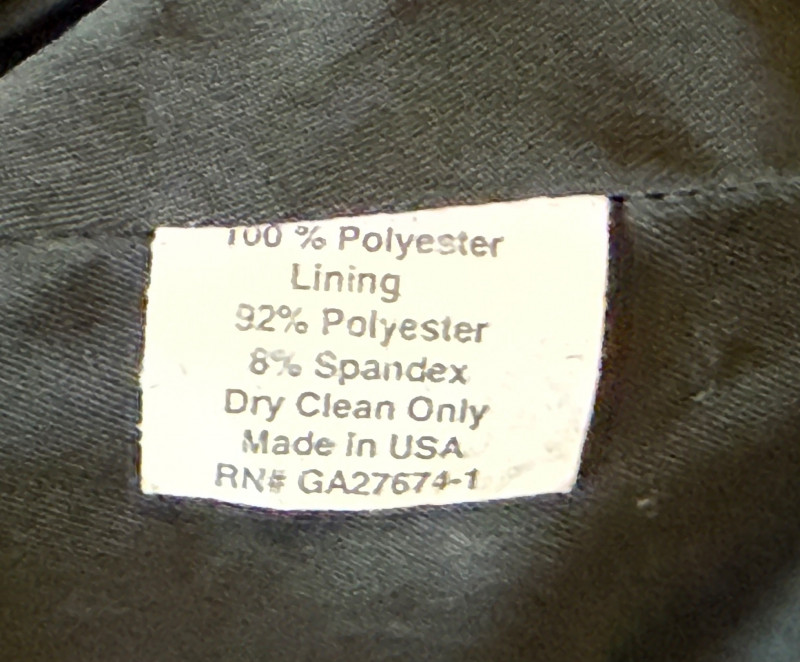 100 % Polyester
Lining
92% Polyester
8% Spandex
Dry Clean Only
Made in USA
RN# GA27674-1